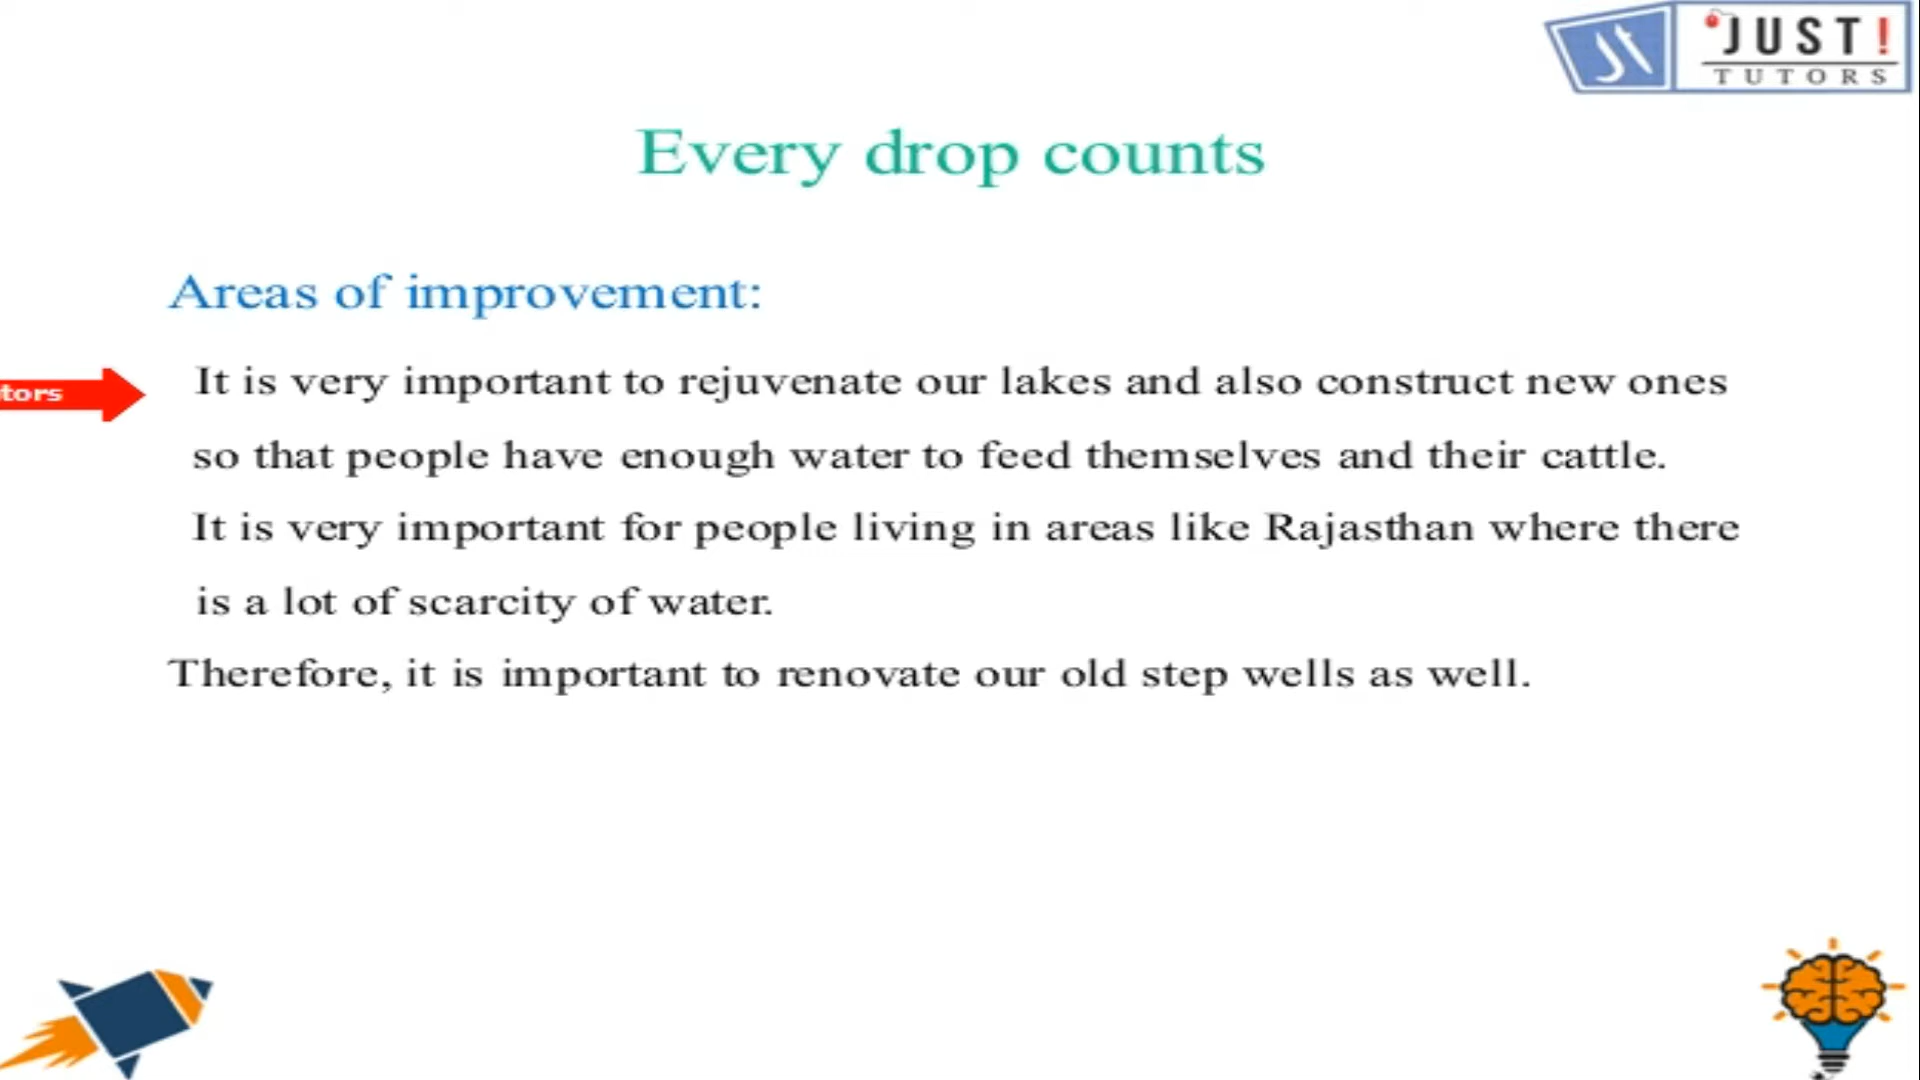 JUST!
TUTORS
Every drop counts
Areas of improvement:
It is very important to rejuvenate our lakes and also construct new ones
tors
so that people have enough water to feed themselves and their cattle.
It is very important for people living in areas like Rajasthan where there
is a lot of scarcity of water.
Therefore, it is important to renovate our old step wells as well.